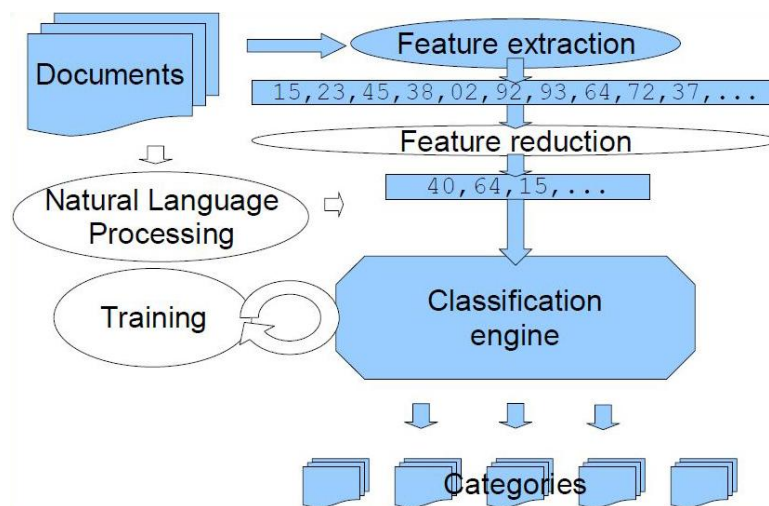 Documents
Feature extraction
15,23,45,38,02,92,93,64,72,37,...
Feature reduction
40,64,15,...
Natural Language
Processing
Training
Classification
engine
Categories